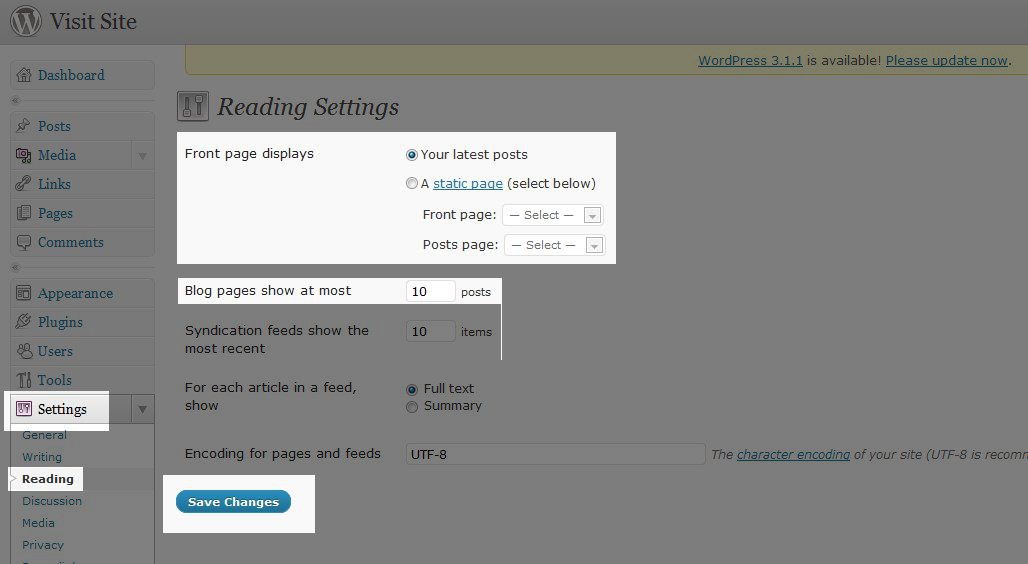 Visit Site
WordPress 3.1.1 is available! Please update now.
Dashboard
Posts
Media
Links
Pages
Comments
Appearance
Plugins
Users
Tools
Settings
General
Writing
Reading
Discussion
Media
Privacy
Reading Settings
Front page displays
Your latest posts
A static page (select below)
Front page: — Select —
Posts page: — Select —
Blog pages show at most 10 posts
Syndication feeds show the
most recent
10 items
For each article in a feed,
show
Full text
Summary
Encoding for pages and feeds UTF-8 The character encoding of your site (UTF-8 is recom
Save Changes